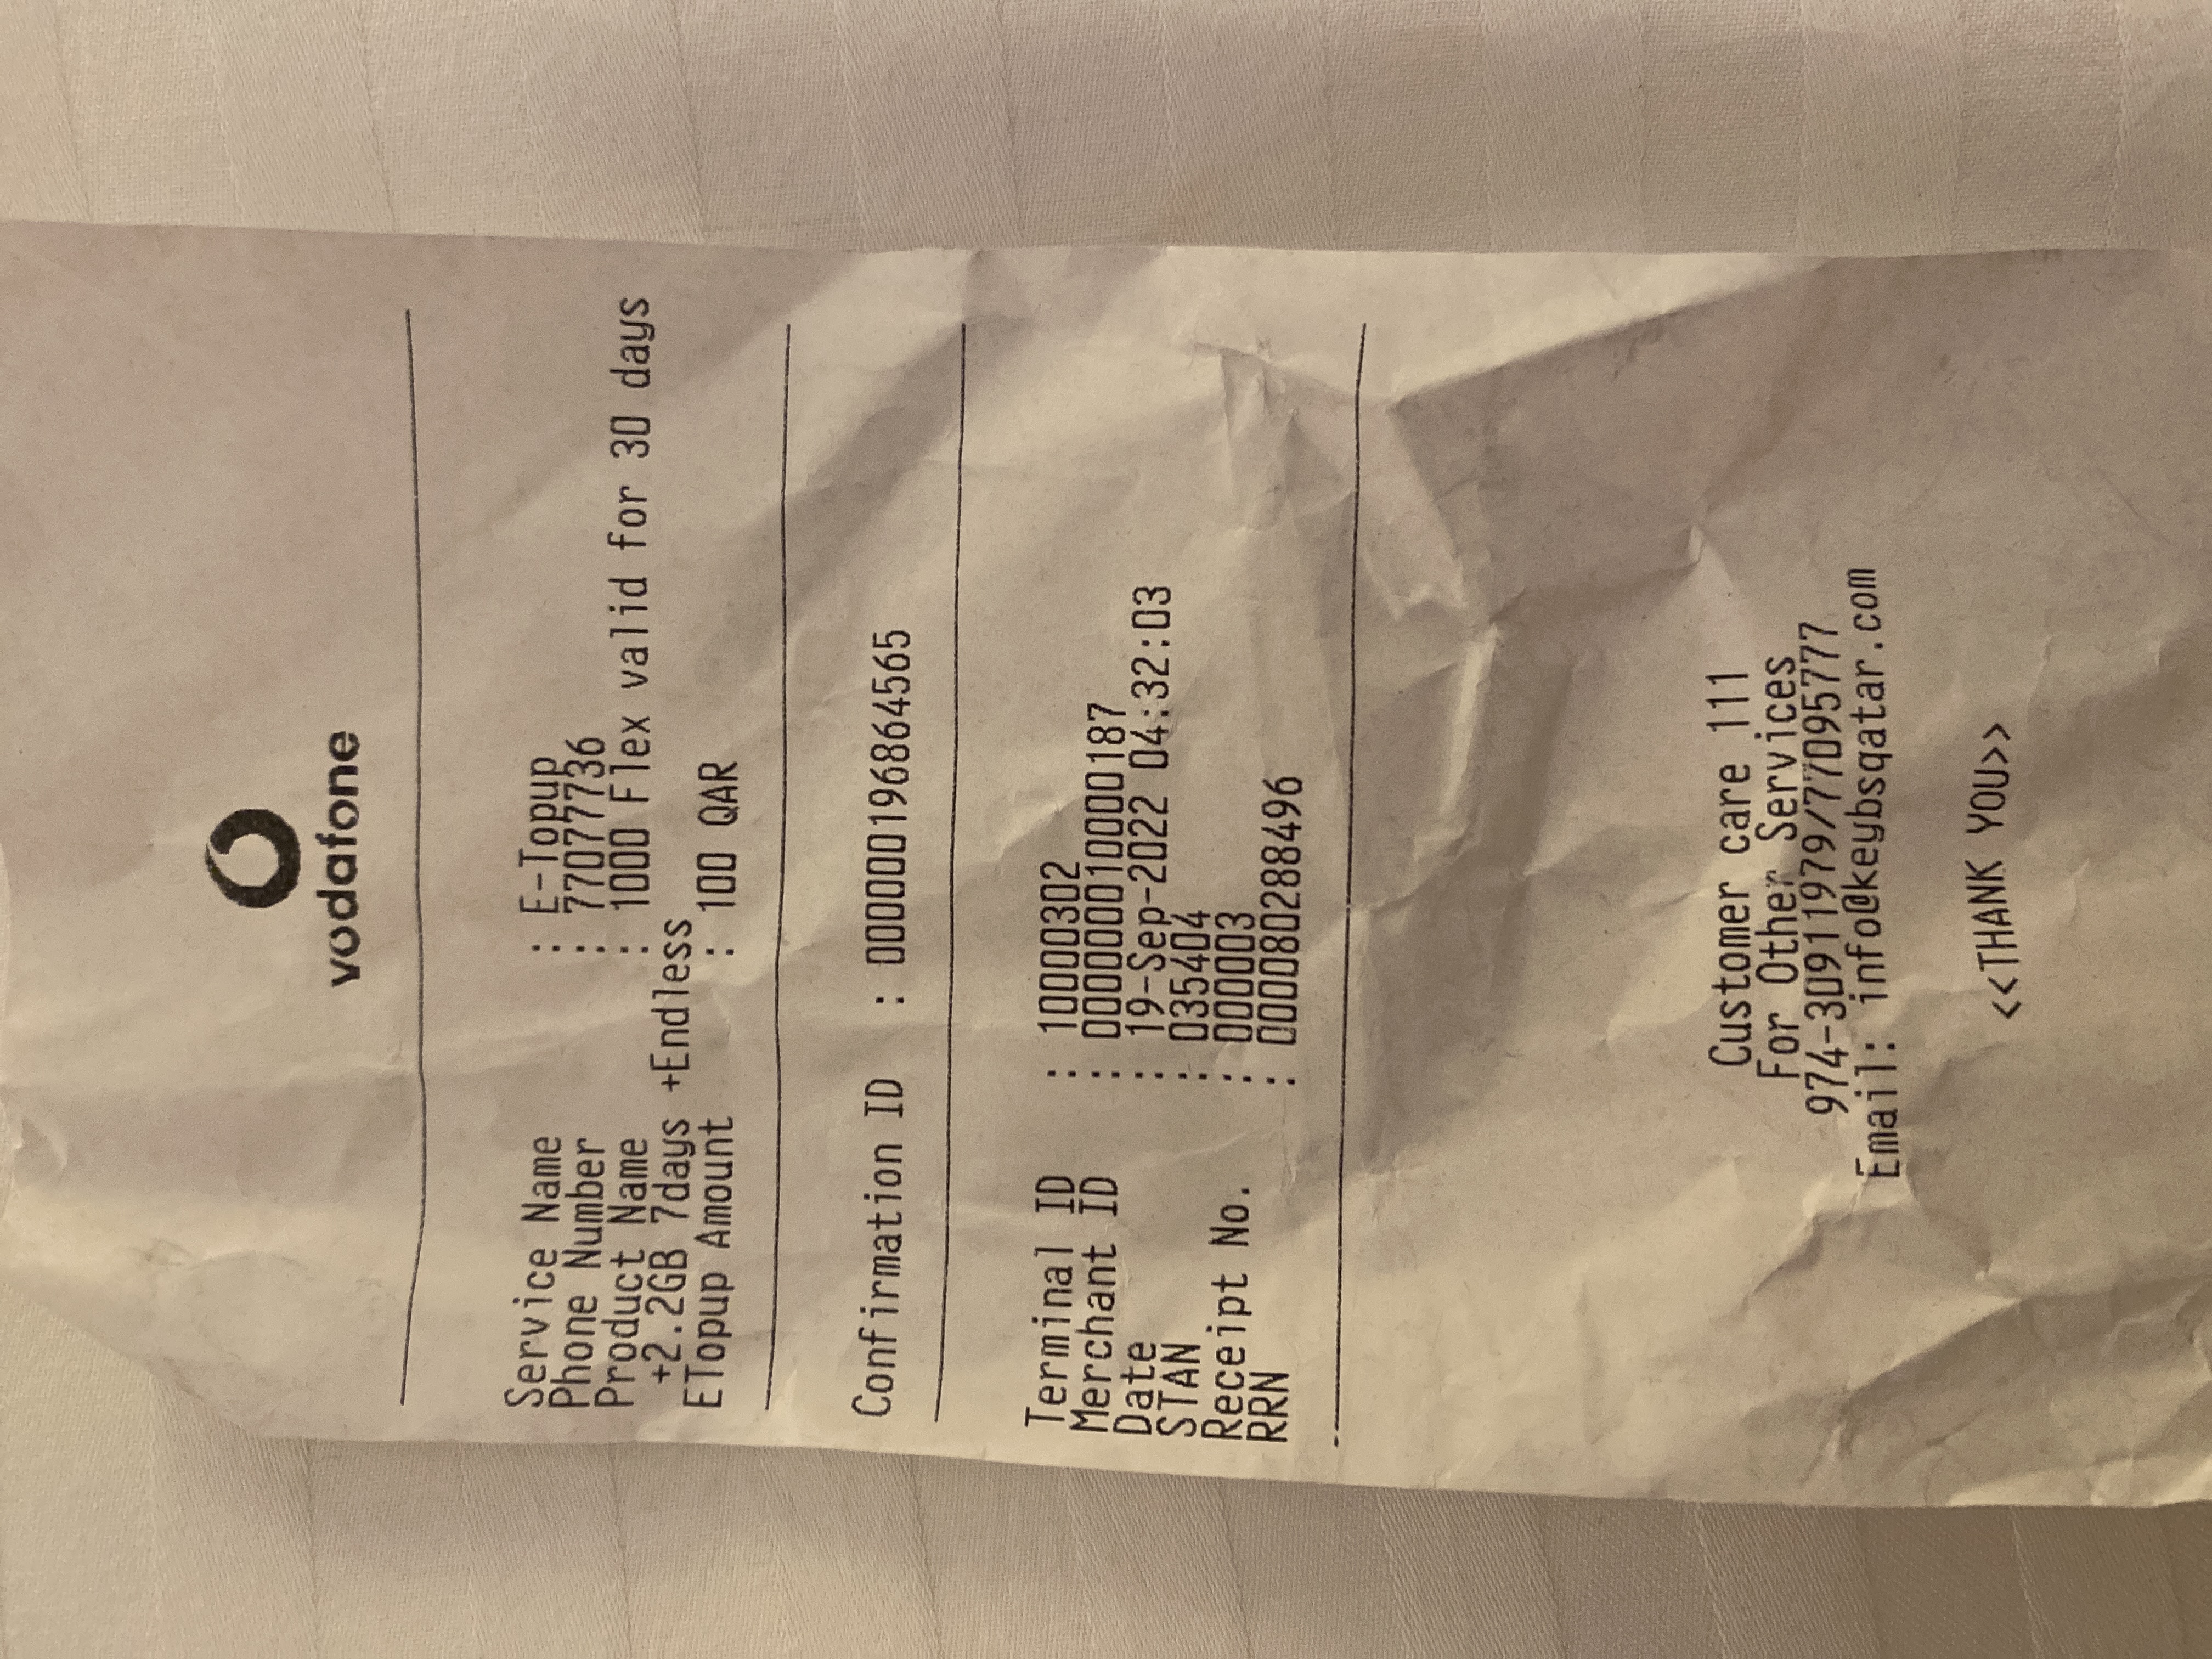 vodafone
Service Name : E-Topup
Phone Number : 77077736
Product Name : 1000 Flex valid for 30 days
+2.2GB 7days +Endless
ETopup Amount : 100 QAR
Confirmation ID : 000000196864565
Terminal ID : 10000302
Merchant ID : 000000010000187
Date : 19-Sep-2022 04:32:03
STAN : 035404
Receipt No. : 000003
RRN : 000080288496
Customer care 111
For Other Services
974-30911979/77095777
Email: info@keybsqatar.com
<<THANK YOU>>